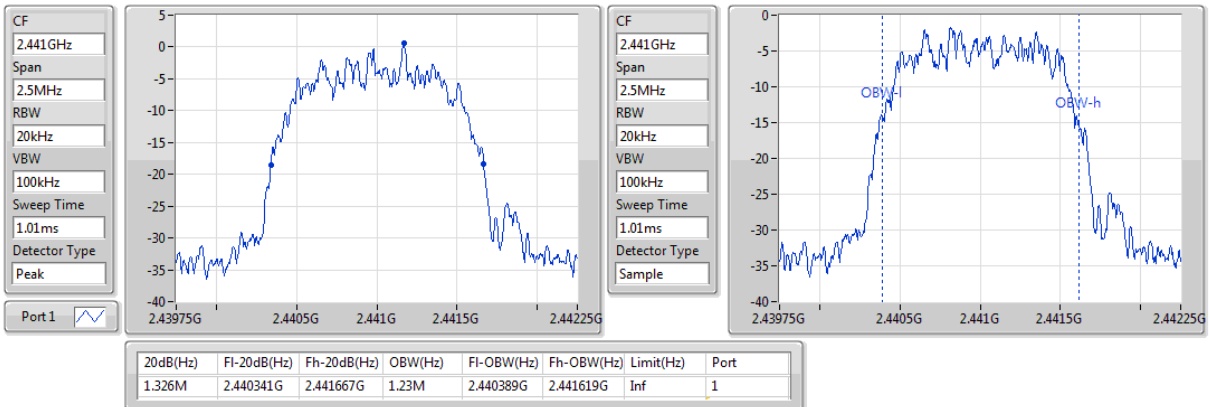 CF
2.441GHz
Span
2.5MHz
RBW
20kHz
VBW
100kHz
Sweep Time
1.01ms
Detector Type
Peak
Port 1
5
0
-5
-10
-15
-20
-25
-30
-35
-40
2.43975G 2.4405G 2.441G 2.4415G 2.44225G
CF
2.441GHz
Span
2.5MHz
RBW
20kHz
VBW
100kHz
Sweep Time
1.01ms
Detector Type
Sample
0
-5
-10
-15
-20
-25
-30
-35
-40
OBW-l
OBW-h
2.43975G 2.4405G 2.441G 2.4415G 2.44225G
20dB(Hz) Fl-20dB(Hz) Fh-20dB(Hz) OBW(Hz) Fl-OBW(Hz) Fh-OBW(Hz) Limit(Hz) Port
1.326M 2.440341G 2.441667G 1.23M 2.440389G 2.441619G Inf 1